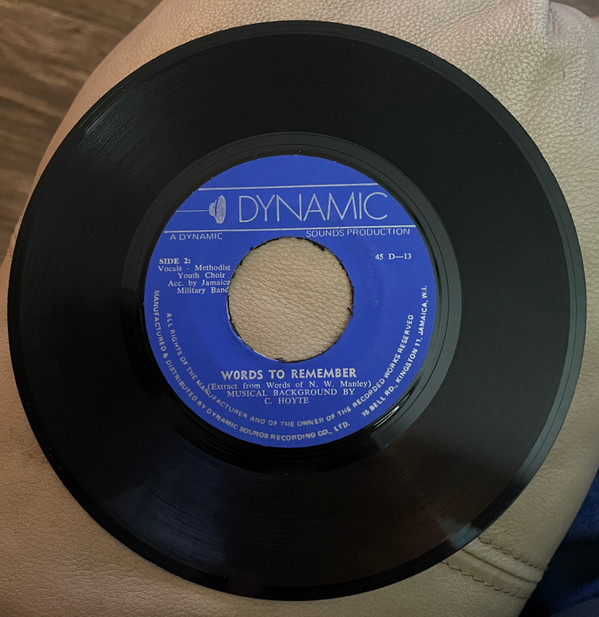 DYNAMIC
A DYNAMIC SOUNDS PRODUCTION
SIDE 2:
Vocals - Methodist
Youth Choir
Acc. by Jamaica
Military Band
45 D—13
WORDS TO REMEMBER
(Extract from Words of N. W. Manley)
MUSICAL BACKGROUND BY
C. HOYTE
ALL RIGHTS OF THE MANUFACTURER AND OF THE OWNER OF THE RECORDED WORKS RESERVED
MANUFACTURED & DISTRIBUTED BY DYNAMIC SOUNDS RECORDING CO., LTD. 15 BELL RD., KINGSTON 11, JAMAICA, W.I.